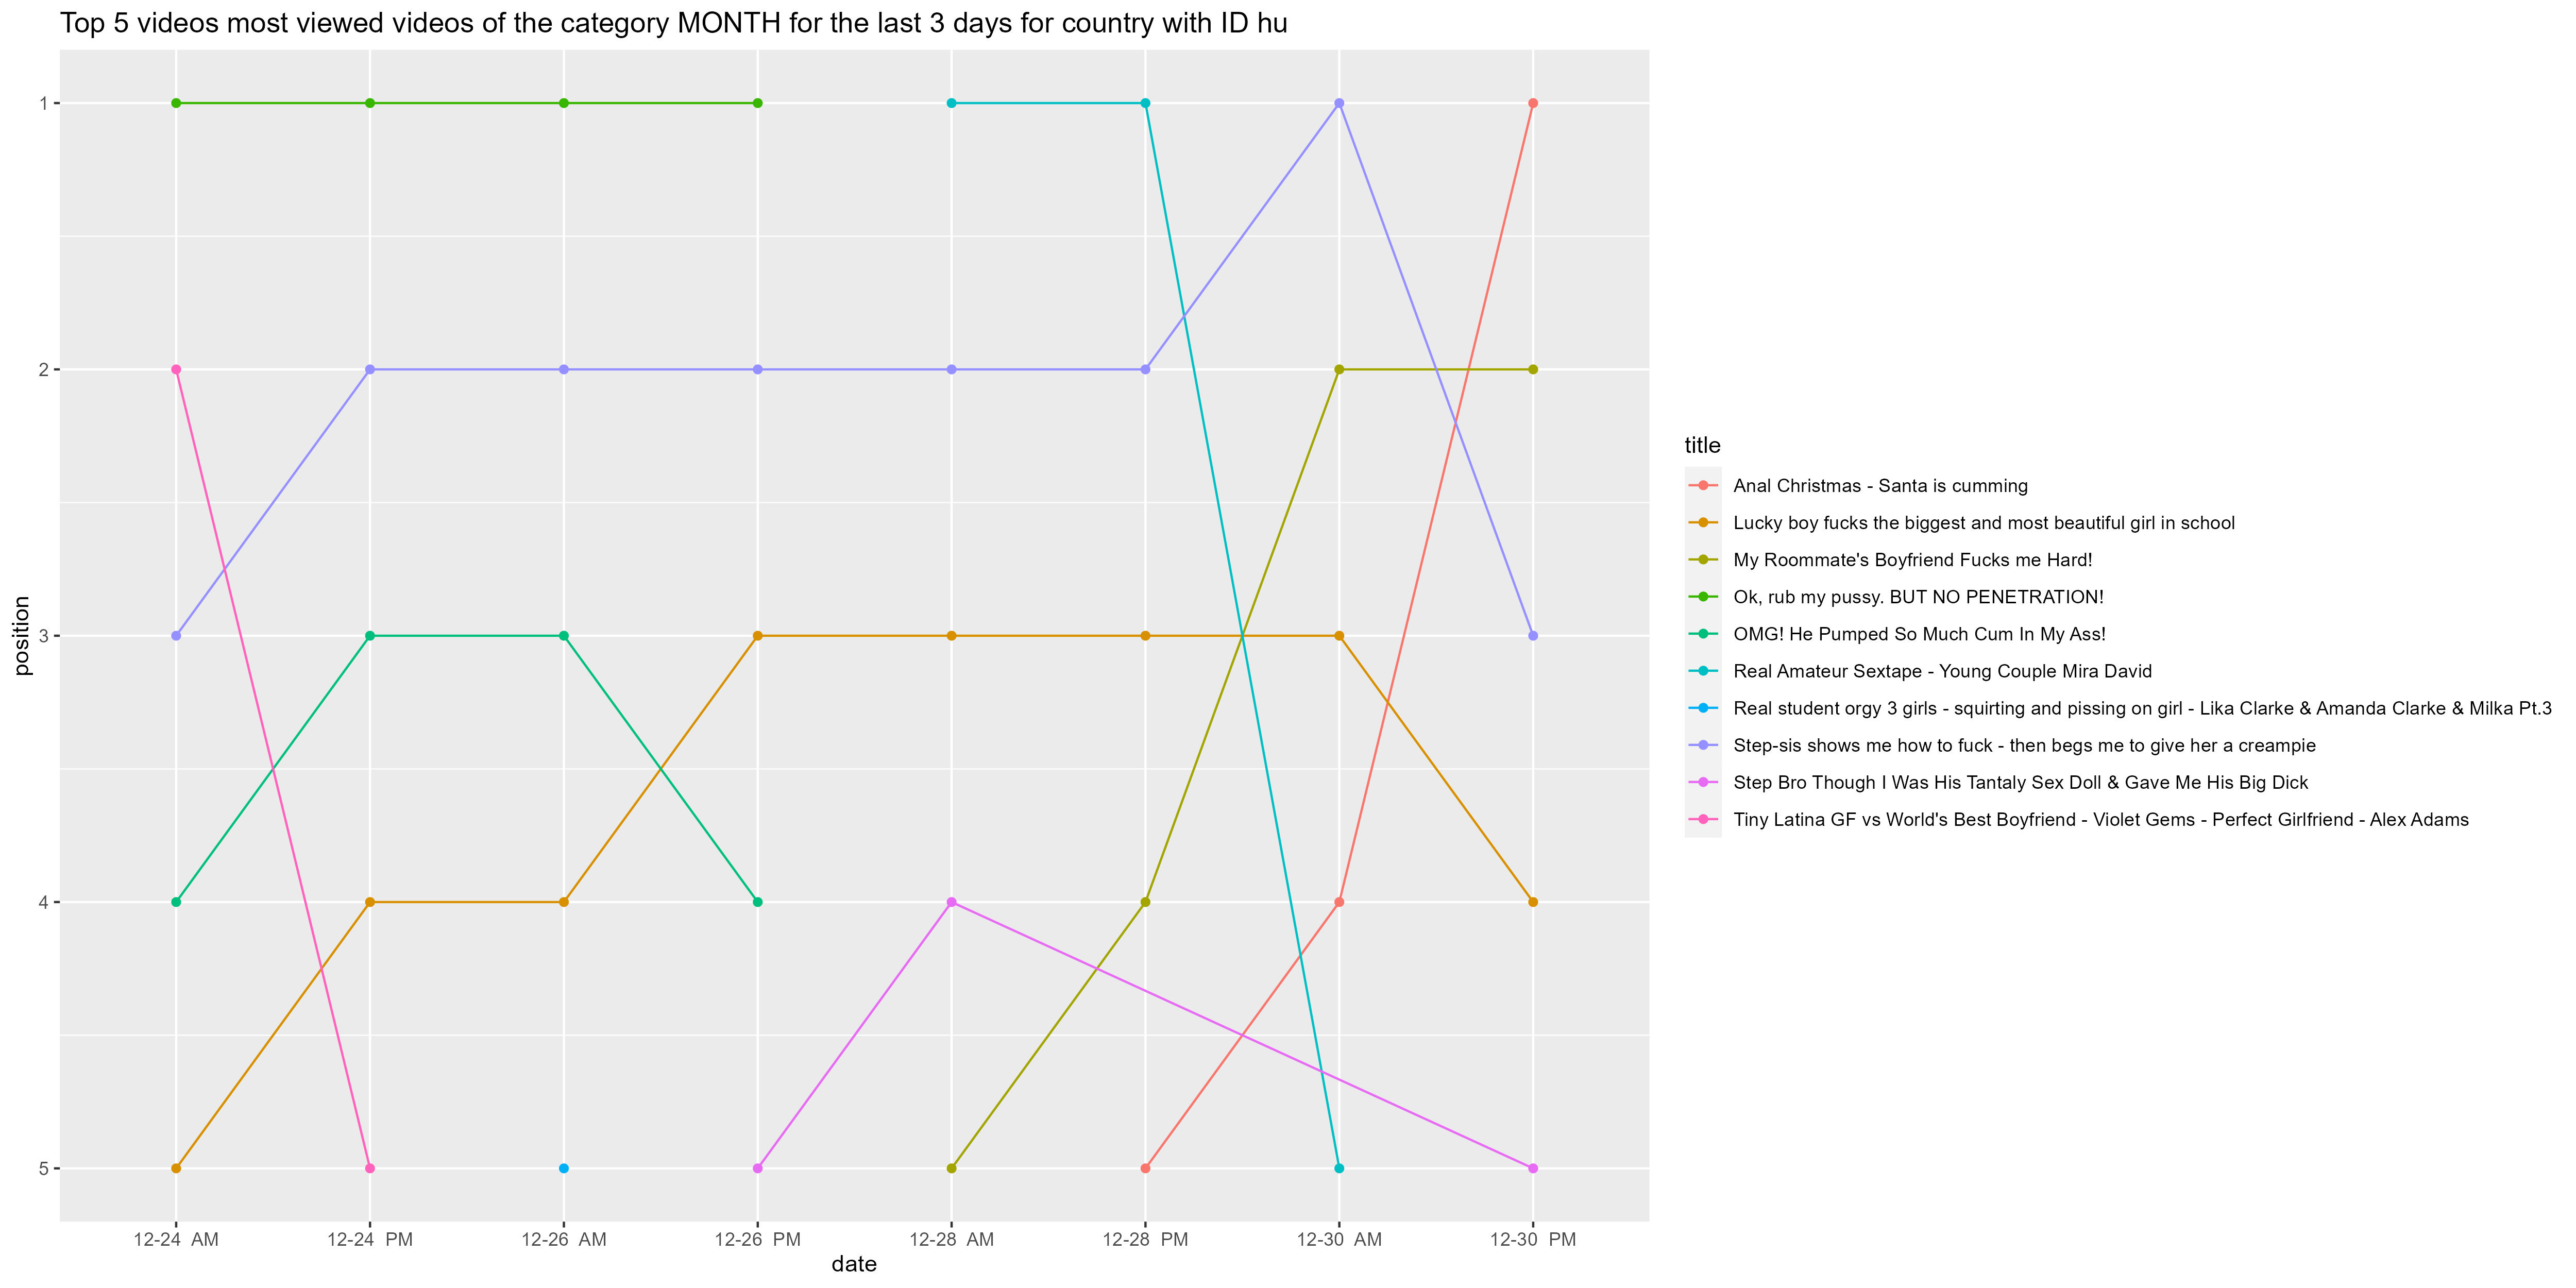 Top 5 videos most viewed videos of the category MONTH for the last 3 days for country with ID hu
1
2
3
4
5
position
12-24 AM
12-24 PM
12-26 AM
12-26 PM
12-28 AM
12-28 PM
12-30 AM
12-30 PM
date
title
Anal Christmas - Santa is cumming
Lucky boy fucks the biggest and most beautiful girl in school
My Roommate's Boyfriend Fucks me Hard!
Ok, rub my pussy. BUT NO PENETRATION!
OMG! He Pumped So Much Cum In My Ass!
Real Amateur Sextape - Young Couple Mira David
Real student orgy 3 girls - squirting and pissing on girl - Lika Clarke & Amanda Clarke & Milka Pt.3
Step-sis shows me how to fuck - then begs me to give her a creampie
Step Bro Though I Was His Tantaly Sex Doll & Gave Me His Big Dick
Tiny Latina GF vs World's Best Boyfriend - Violet Gems - Perfect Girlfriend - Alex Adams